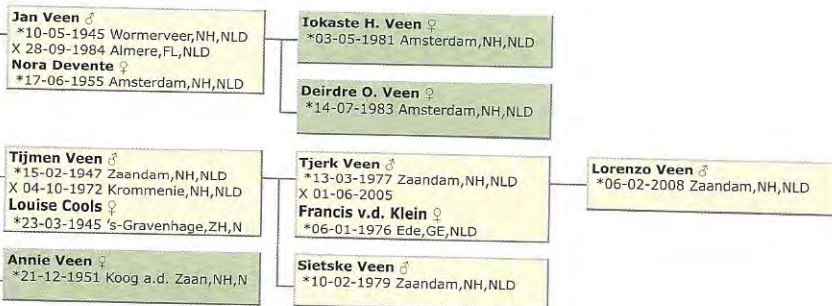 Jan Veen ♂
*10-05-1945 Wormerveer,NH,NLD
X 28-09-1984 Almere,FL,NLD
Nora Devente ♀
*17-06-1955 Amsterdam,NH,NLD
Iokaste H. Veen ♀
*03-05-1981 Amsterdam,NH,NLD
Deirdre O. Veen ♀
*14-07-1983 Amsterdam,NH,NLD
Tijmen Veen ♂
*15-02-1947 Zaandam,NH,NLD
X 04-10-1972 Krommenie,NH,NLD
Louise Cools ♀
*23-03-1945 's-Gravenhage,ZH,N
Tjerk Veen ♂
*13-03-1977 Zaandam,NH,NLD
X 01-06-2005
Francis v.d. Klein ♀
*06-01-1976 Ede,GE,NLD
Lorenzo Veen ♂
*06-02-2008 Zaandam,NH,NLD
Annie Veen ♀
*21-12-1951 Koog a.d. Zaan,NH,N
Sietske Veen ♂
*10-02-1979 Zaandam,NH,NLD